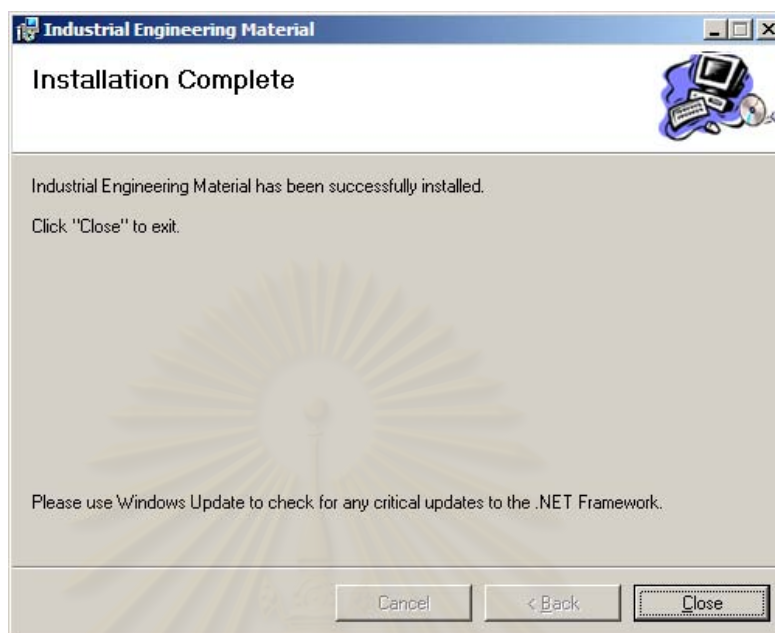 Industrial Engineering Material
Installation Complete
Industrial Engineering Material has been successfully installed.
Click "Close" to exit.
Please use Windows Update to check for any critical updates to the .NET Framework.
Cancel
< Back
Close